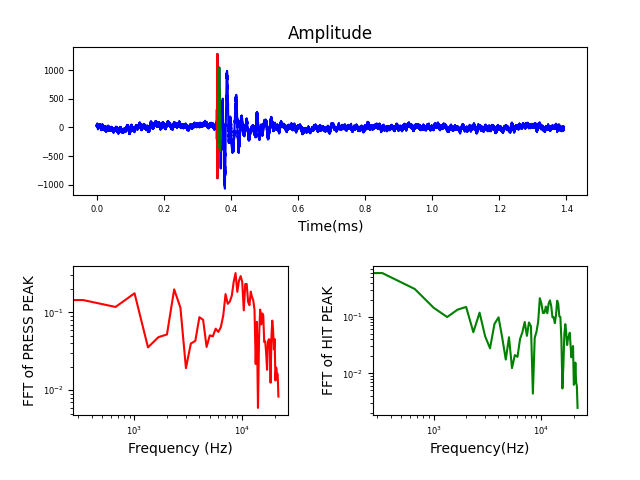 Amplitude
1000
500
0
−500
−1000
0.0 0.2 0.4 0.6 0.8 1.0 1.2 1.4
Time(ms)
FFT of PRESS PEAK
10⁻¹
10⁻²
10³ 10⁴
Frequency (Hz)
FFT of HIT PEAK
10⁻¹
10⁻²
10³ 10⁴
Frequency(Hz)